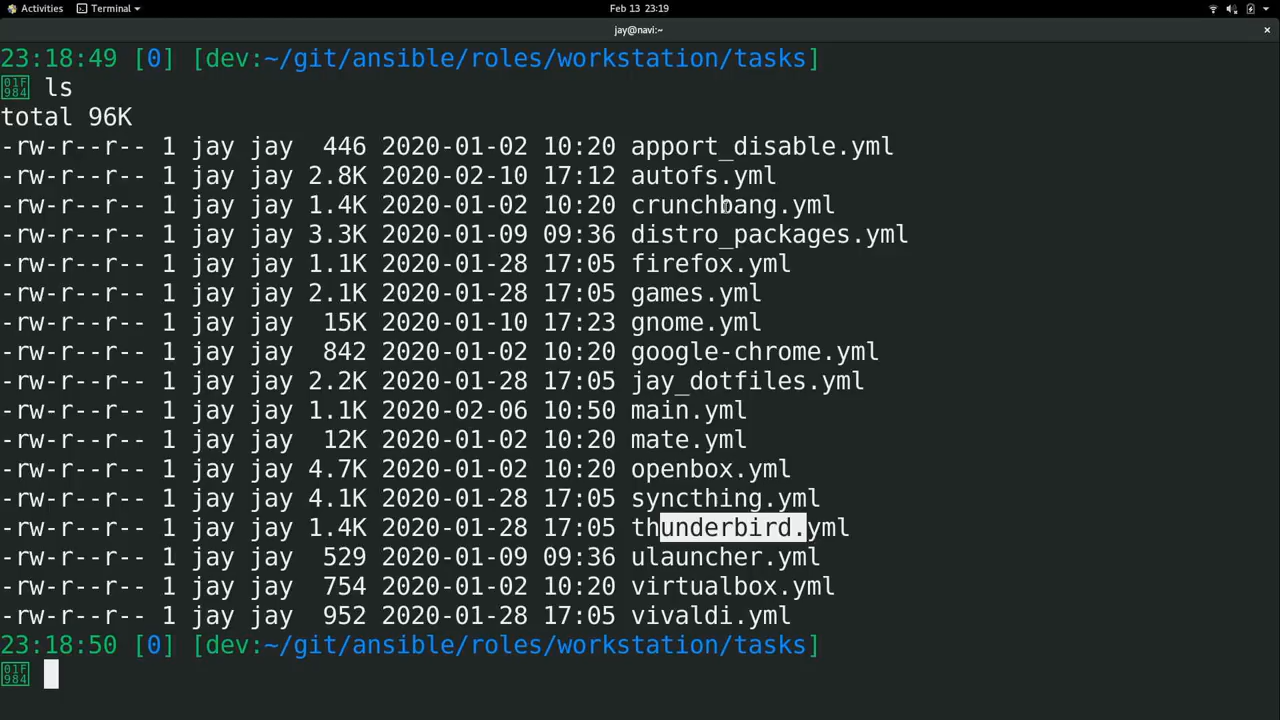 Activities Terminal Feb 13 23:19
jay@navi:~ ×
23:18:49 [0] [dev:~/git/ansible/roles/workstation/tasks]
01F984 ls
total 96K
-rw-r--r-- 1 jay jay 446 2020-01-02 10:20 apport_disable.yml
-rw-r--r-- 1 jay jay 2.8K 2020-02-10 17:12 autofs.yml
-rw-r--r-- 1 jay jay 1.4K 2020-01-02 10:20 crunchbang.yml
-rw-r--r-- 1 jay jay 3.3K 2020-01-09 09:36 distro_packages.yml
-rw-r--r-- 1 jay jay 1.1K 2020-01-28 17:05 firefox.yml
-rw-r--r-- 1 jay jay 2.1K 2020-01-28 17:05 games.yml
-rw-r--r-- 1 jay jay 15K 2020-01-10 17:23 gnome.yml
-rw-r--r-- 1 jay jay 842 2020-01-02 10:20 google-chrome.yml
-rw-r--r-- 1 jay jay 2.2K 2020-01-28 17:05 jay_dotfiles.yml
-rw-r--r-- 1 jay jay 1.1K 2020-02-06 10:50 main.yml
-rw-r--r-- 1 jay jay 12K 2020-01-02 10:20 mate.yml
-rw-r--r-- 1 jay jay 4.7K 2020-01-02 10:20 openbox.yml
-rw-r--r-- 1 jay jay 4.1K 2020-01-28 17:05 syncthing.yml
-rw-r--r-- 1 jay jay 1.4K 2020-01-28 17:05 thunderbird.yml
-rw-r--r-- 1 jay jay 529 2020-01-09 09:36 ulauncher.yml
-rw-r--r-- 1 jay jay 754 2020-01-02 10:20 virtualbox.yml
-rw-r--r-- 1 jay jay 952 2020-01-28 17:05 vivaldi.yml
23:18:50 [0] [dev:~/git/ansible/roles/workstation/tasks]
01F984